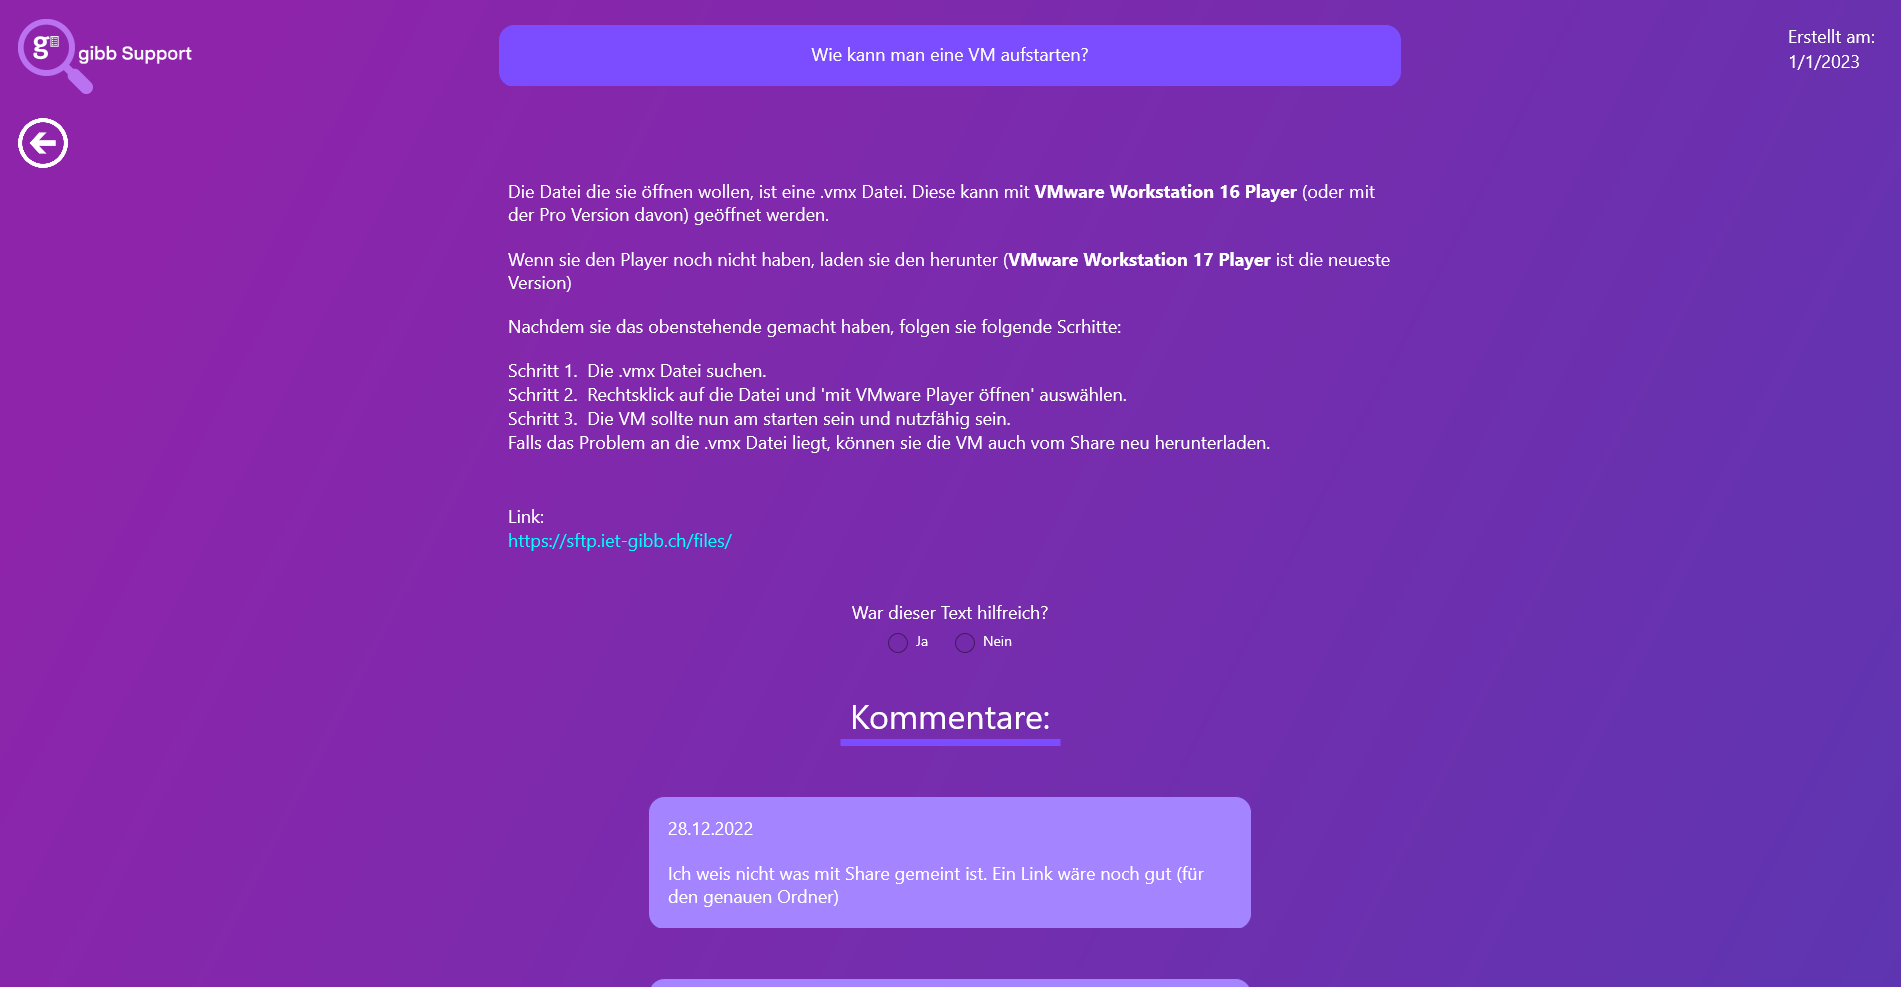 g
gibb Support
Wie kann man eine VM aufstarten?
Erstellt am:
1/1/2023
Die Datei die sie öffnen wollen, ist eine .vmx Datei. Diese kann mit VMware Workstation 16 Player (oder mit
der Pro Version davon) geöffnet werden.
Wenn sie den Player noch nicht haben, laden sie den herunter (VMware Workstation 17 Player ist die neueste
Version)
Nachdem sie das obenstehende gemacht haben, folgen sie folgende Scrhitte:
Schritt 1.  Die .vmx Datei suchen.
Schritt 2.  Rechtsklick auf die Datei und 'mit VMware Player öffnen' auswählen.
Schritt 3.  Die VM sollte nun am starten sein und nutzfähig sein.
Falls das Problem an die .vmx Datei liegt, können sie die VM auch vom Share neu herunterladen.
Link:
https://sftp.iet-gibb.ch/files/
War dieser Text hilfreich?
Ja Nein
Kommentare:
28.12.2022
Ich weis nicht was mit Share gemeint ist. Ein Link wäre noch gut (für
den genauen Ordner)